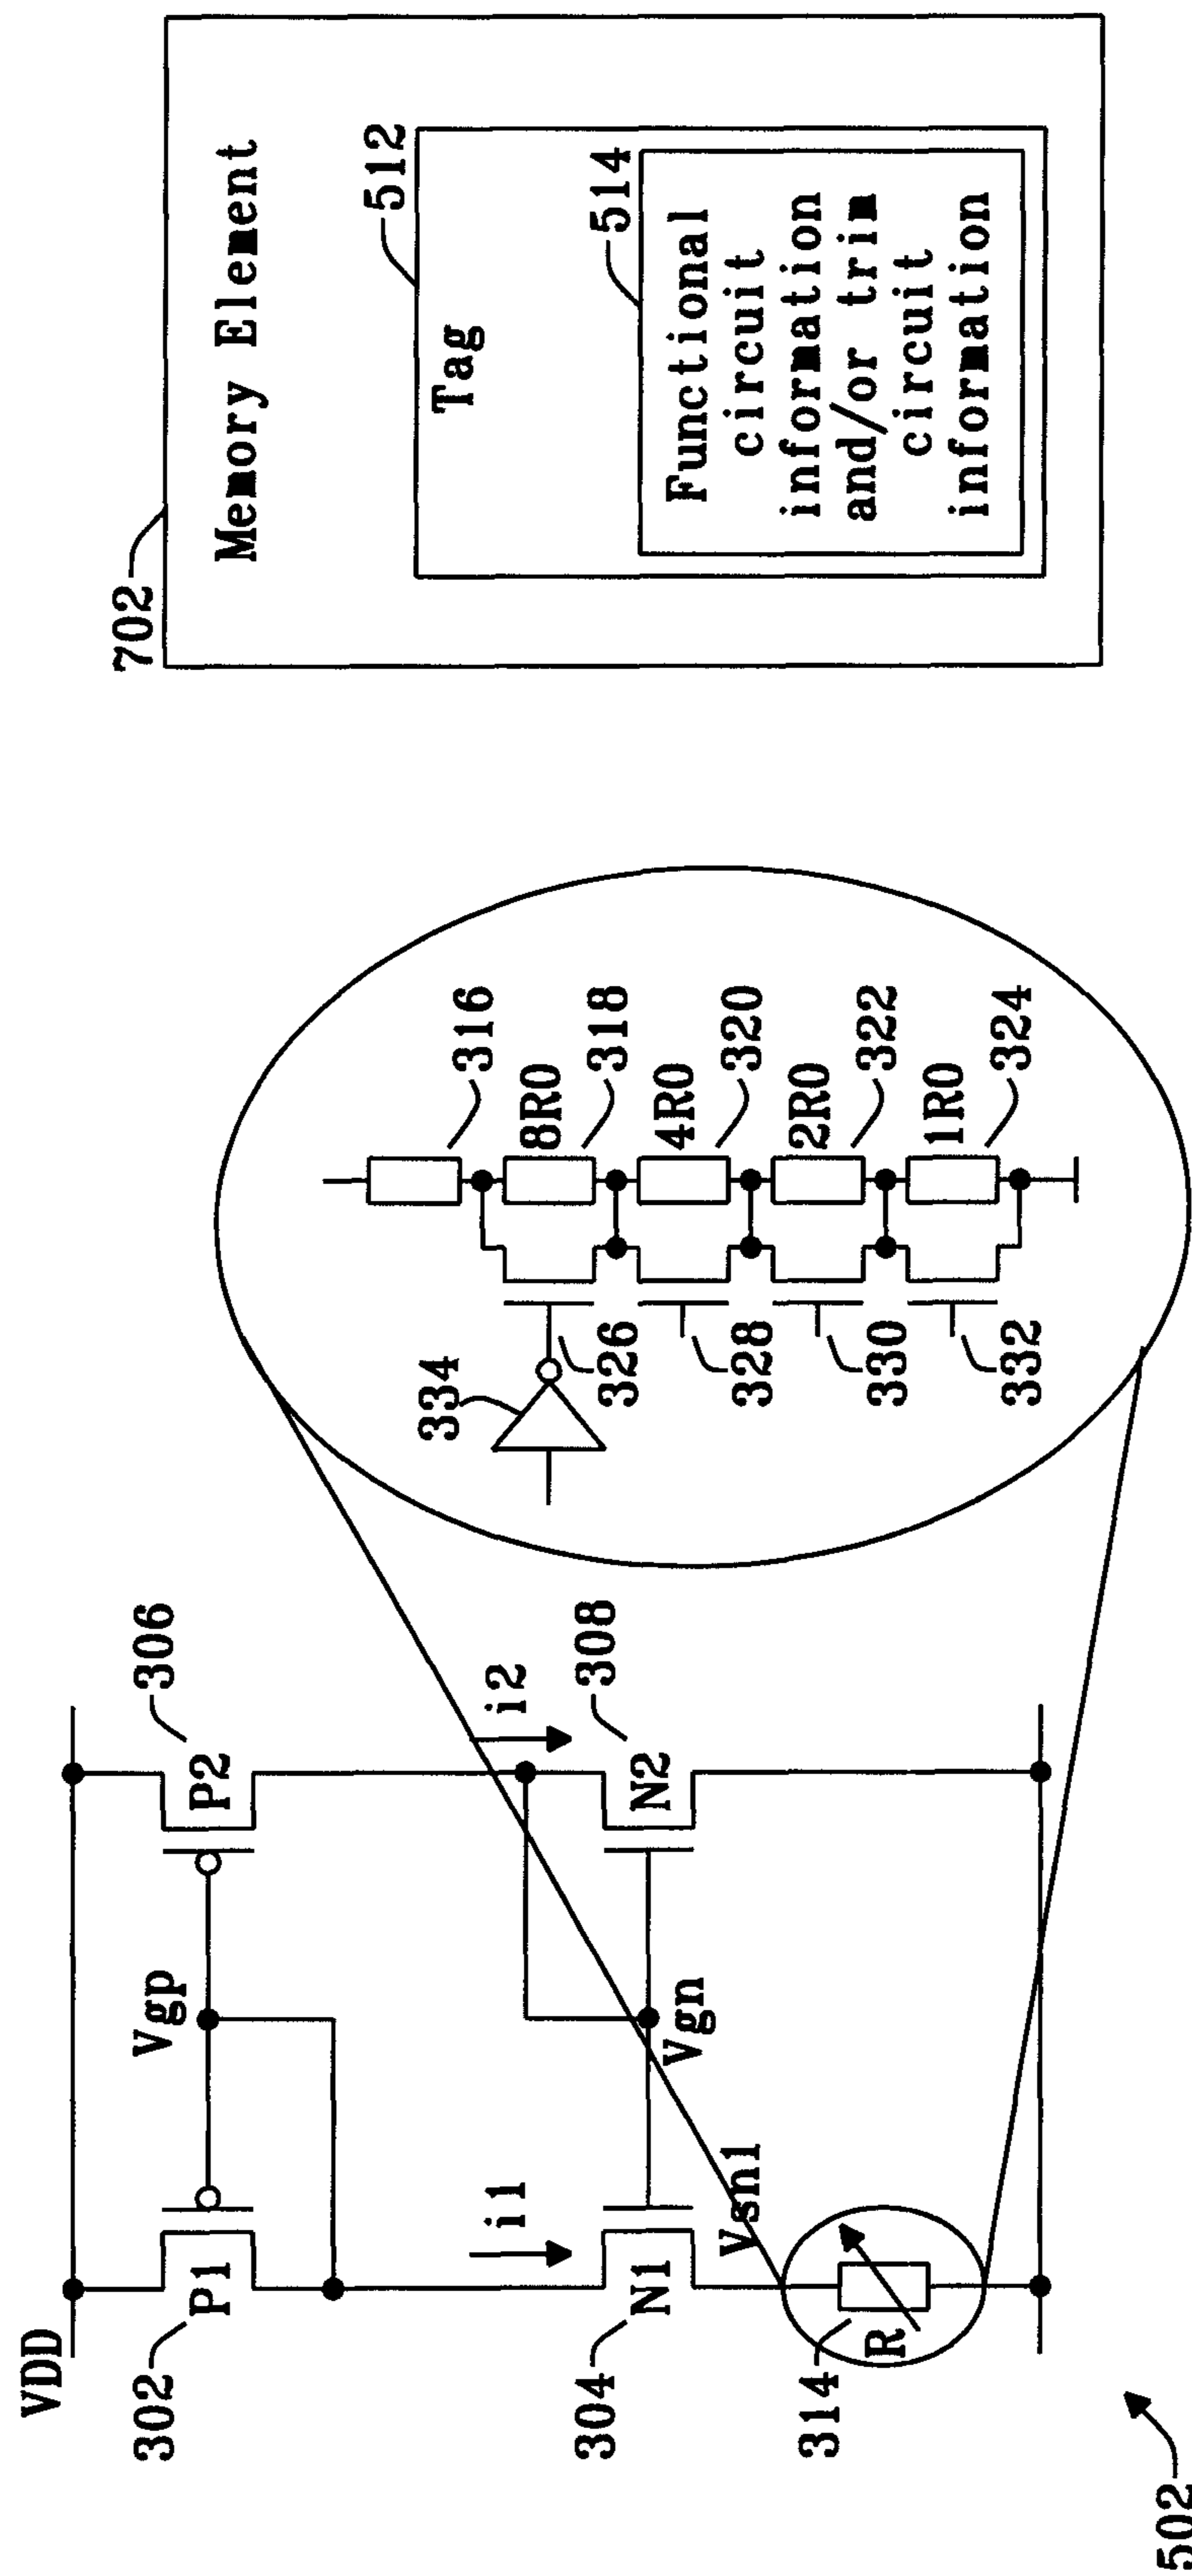 VDD
302
P1
Vgp
P2
306
i1
i2
304
N1
Vgn
N2
308
Vsn1
314
R
502
334
316
326
8R0
318
328
4R0
320
330
2R0
322
332
1R0
324
702
Memory Element
512
Tag
514
Functional
circuit
information
and/or trim
circuit
information